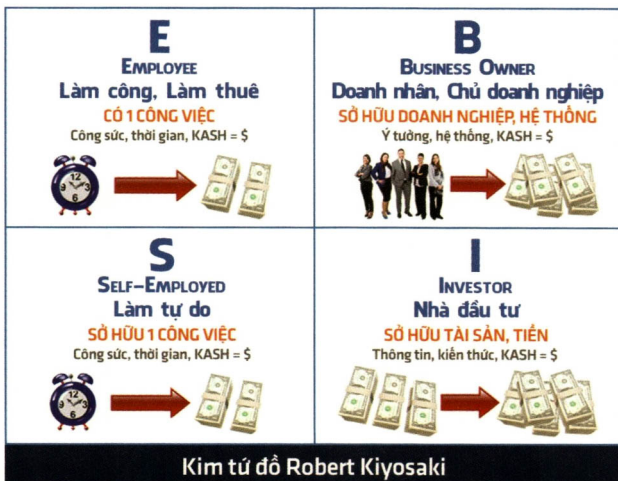 E
EMPLOYEE
Làm công, Làm thuê
CÓ 1 CÔNG VIỆC
Công sức, thời gian, KASH = $
B
BUSINESS OWNER
Doanh nhân, Chủ doanh nghiệp
SỞ HỮU DOANH NGHIỆP, HỆ THỐNG
Ý tưởng, hệ thống, KASH = $
S
SELF-EMPLOYED
Làm tự do
SỞ HỮU 1 CÔNG VIỆC
Công sức, thời gian, KASH = $
I
INVESTOR
Nhà đầu tư
SỞ HỮU TÀI SẢN, TIỀN
Thông tin, kiến thức, KASH = $
Kim tứ đồ Robert Kiyosaki